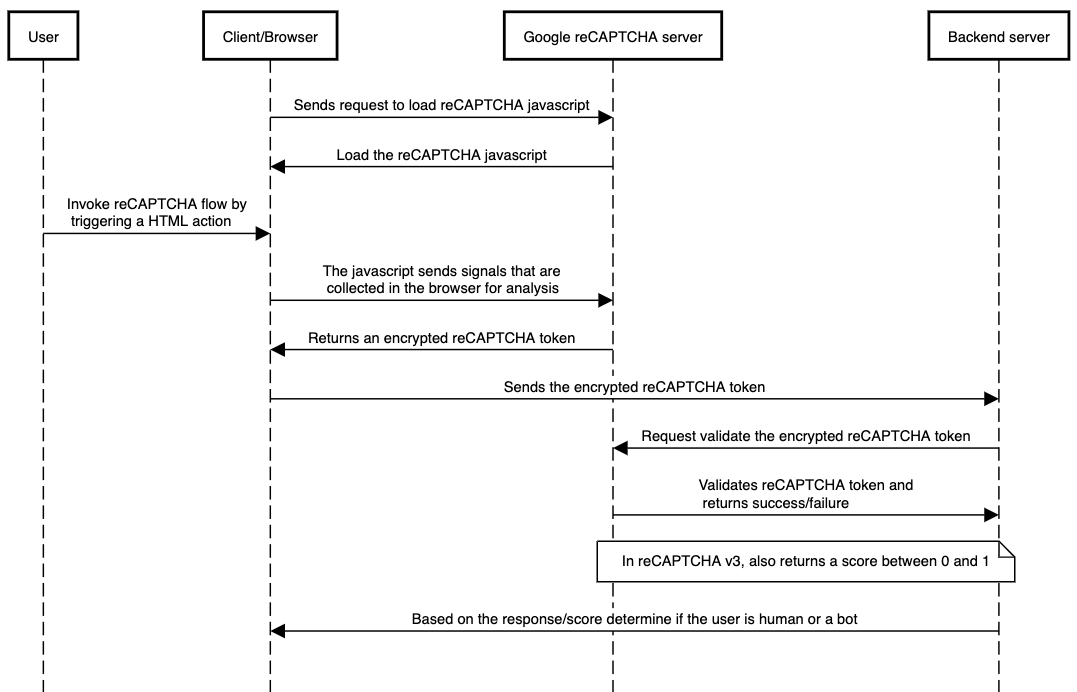 User
Client/Browser
Google reCAPTCHA server
Backend server
Sends request to load reCAPTCHA javascript
Load the reCAPTCHA javascript
Invoke reCAPTCHA flow by
triggering a HTML action
The javascript sends signals that are
collected in the browser for analysis
Returns an encrypted reCAPTCHA token
Sends the encrypted reCAPTCHA token
Request validate the encrypted reCAPTCHA token
Validates reCAPTCHA token and
returns success/failure
In reCAPTCHA v3, also returns a score between 0 and 1
Based on the response/score determine if the user is human or a bot